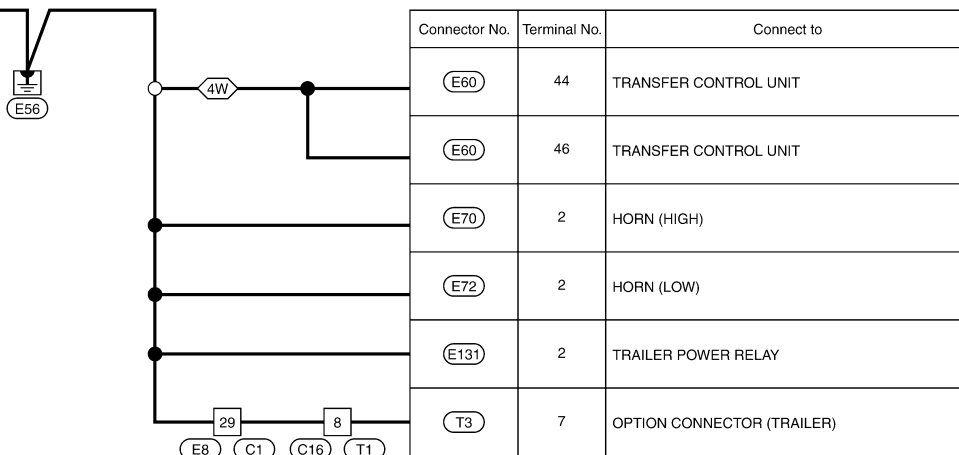 Connector No. Terminal No. Connect to
4W E60 44 TRANSFER CONTROL UNIT
E56
E60 46 TRANSFER CONTROL UNIT
E70 2 HORN (HIGH)
E72 2 HORN (LOW)
E131 2 TRAILER POWER RELAY
29 8 T3 7 OPTION CONNECTOR (TRAILER)
E8 C1 C16 T1